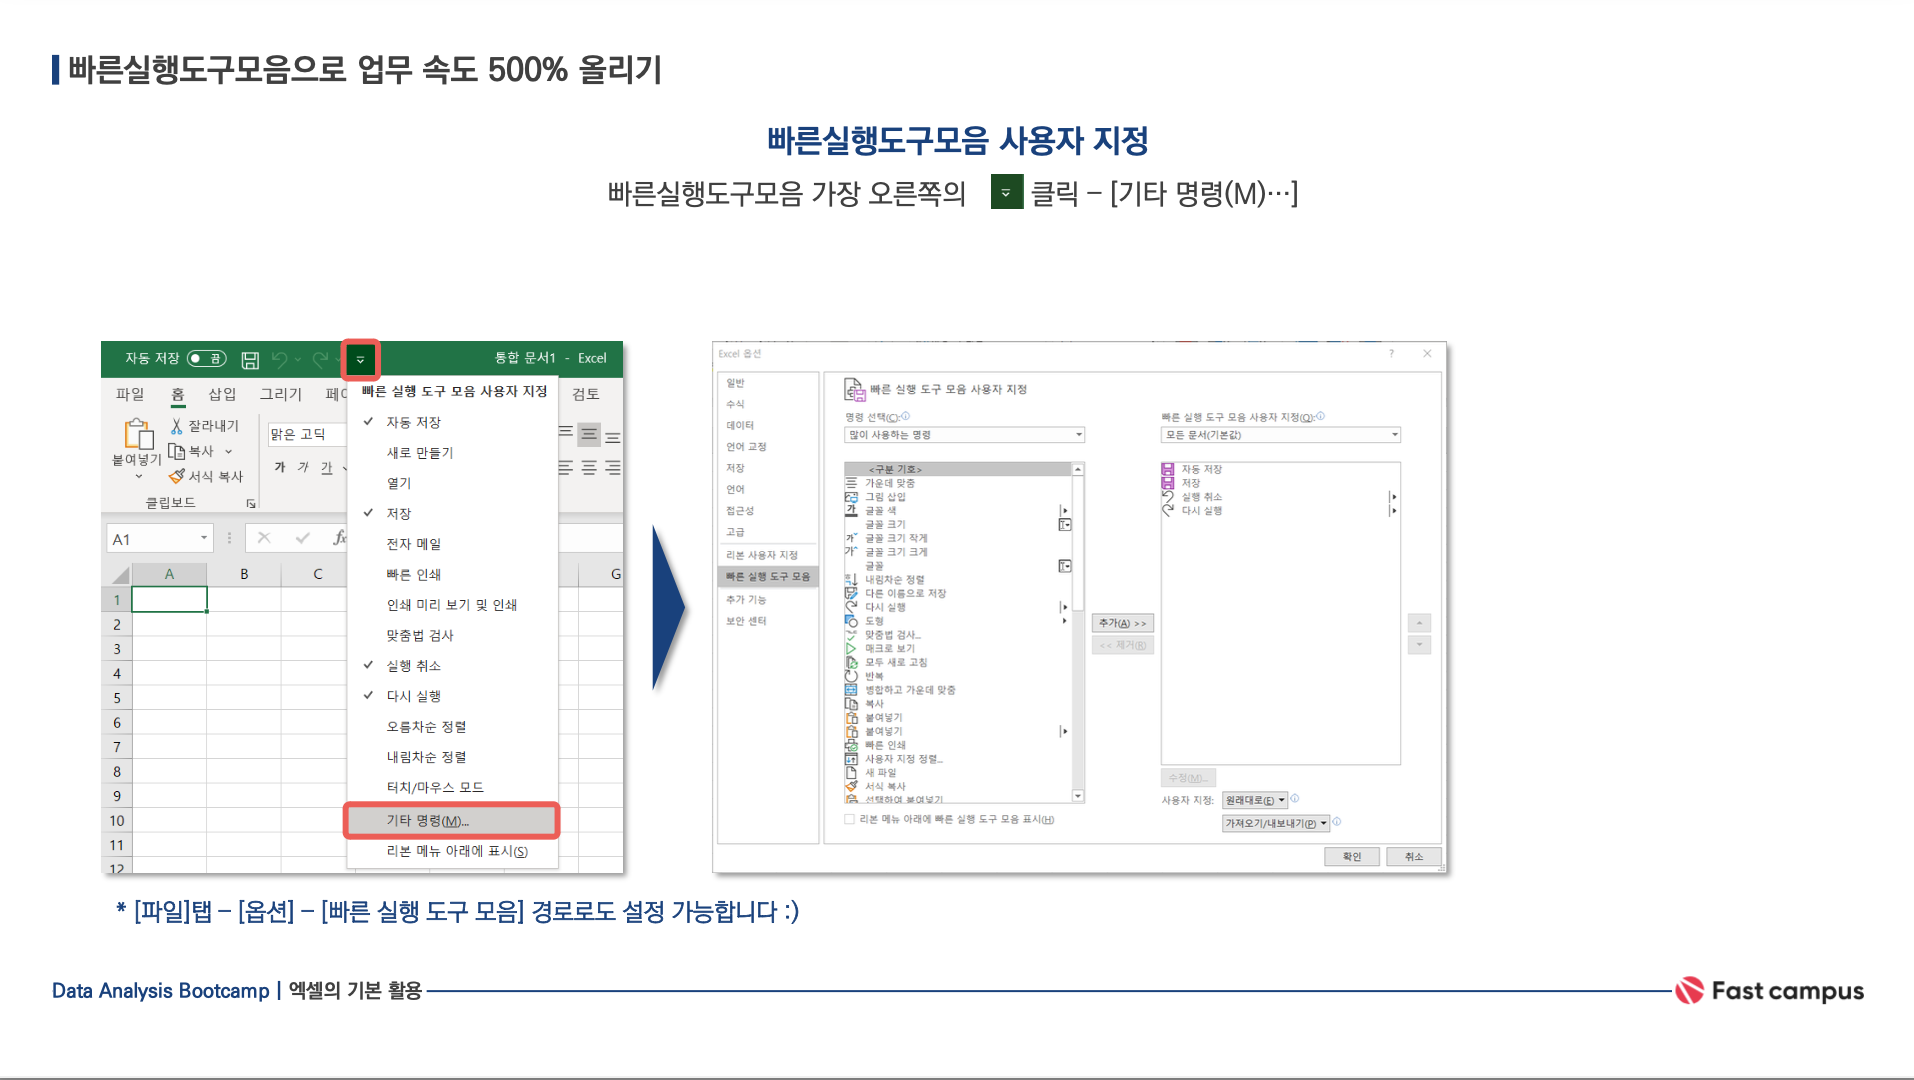 빠른실행도구모음으로 업무 속도 500% 올리기
빠른실행도구모음 사용자 지정
빠른실행도구모음 가장 오른쪽의 클릭 – [기타 명령(M)…]
자동 저장 끔
통합 문서1 - Excel
파일 홈 삽입 그리기 페이 검토
붙여넣기
잘라내기
복사
서식 복사
클립보드
맑은 고딕
가 가 가
A1
fx
A B C G
1
2
3
4
5
6
7
8
9
10
11
12
빠른 실행 도구 모음 사용자 지정
자동 저장
새로 만들기
열기
저장
전자 메일
빠른 인쇄
인쇄 미리 보기 및 인쇄
맞춤법 검사
실행 취소
다시 실행
오름차순 정렬
내림차순 정렬
터치/마우스 모드
기타 명령(M)...
리본 메뉴 아래에 표시(S)
Excel 옵션
? ×
일반
수식
데이터
언어 교정
저장
언어
접근성
고급
리본 사용자 지정
빠른 실행 도구 모음
추가 기능
보안 센터
빠른 실행 도구 모음 사용자 지정
명령 선택(C):
많이 사용하는 명령
<구분 기호>
가운데 맞춤
그림 삽입
글꼴 색
글꼴 크기
글꼴 크기 작게
글꼴 크기 크게
글꼴
내림차순 정렬
다른 이름으로 저장
다시 실행
도형
맞춤법 검사...
매크로 보기
모두 새로 고침
반복
병합하고 가운데 맞춤
복사
붙여넣기
붙여넣기
빠른 인쇄
사용자 지정 정렬...
새 파일
서식 복사
선택하여 붙여넣기
리본 메뉴 아래에 빠른 실행 도구 모음 표시(H)
추가(A) >>
<< 제거(R)
빠른 실행 도구 모음 사용자 지정(Q):
모든 문서(기본값)
자동 저장
저장
실행 취소
다시 실행
수정(M)...
사용자 지정: 원래대로(E)
가져오기/내보내기(P)
확인 취소
* [파일]탭 – [옵션] – [빠른 실행 도구 모음] 경로로도 설정 가능합니다 :)
Data Analysis Bootcamp | 엑셀의 기본 활용
Fast campus